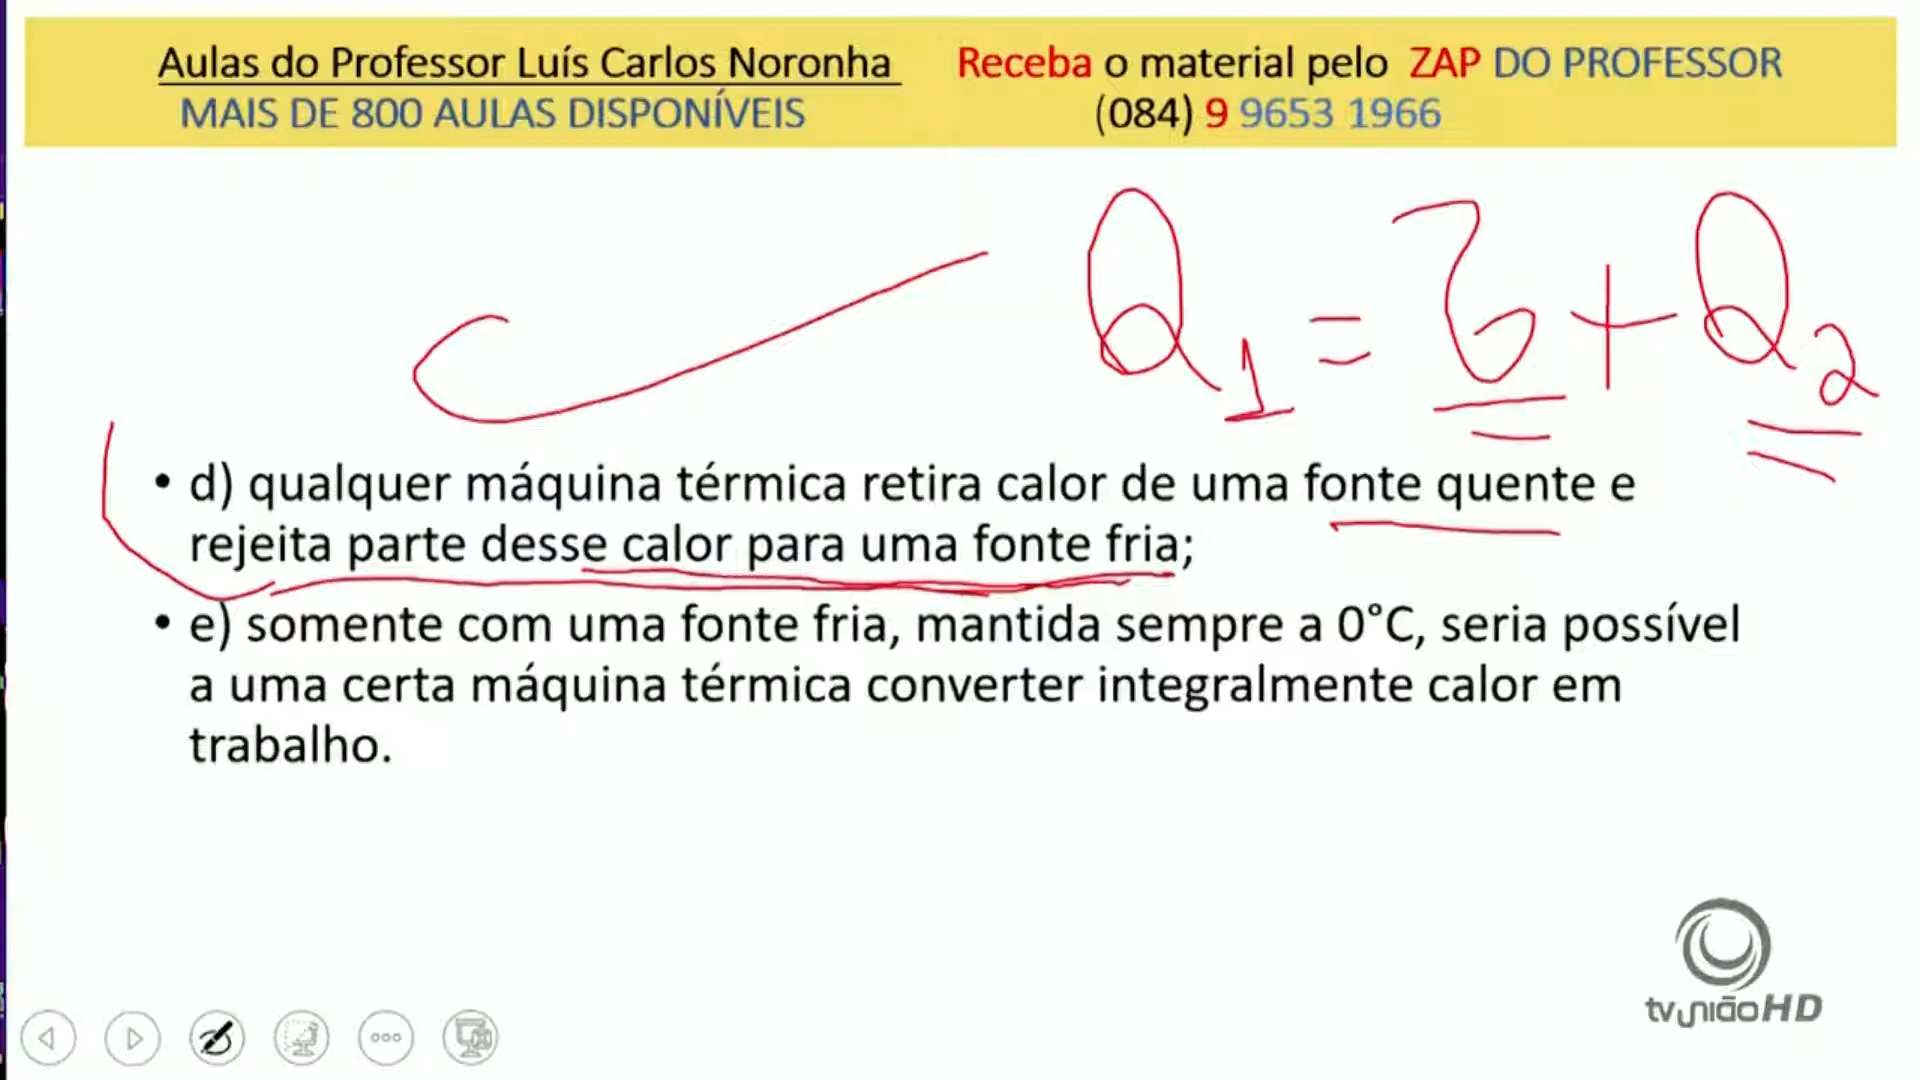 Aulas do Professor Luís Carlos Noronha Receba o material pelo ZAP DO PROFESSOR
MAIS DE 800 AULAS DISPONÍVEIS (084) 9 9653 1966
Q1 = τ + Q2
• d) qualquer máquina térmica retira calor de uma fonte quente e
rejeita parte desse calor para uma fonte fria;
• e) somente com uma fonte fria, mantida sempre a 0°C, seria possível
a uma certa máquina térmica converter integralmente calor em
trabalho.
tv união HD